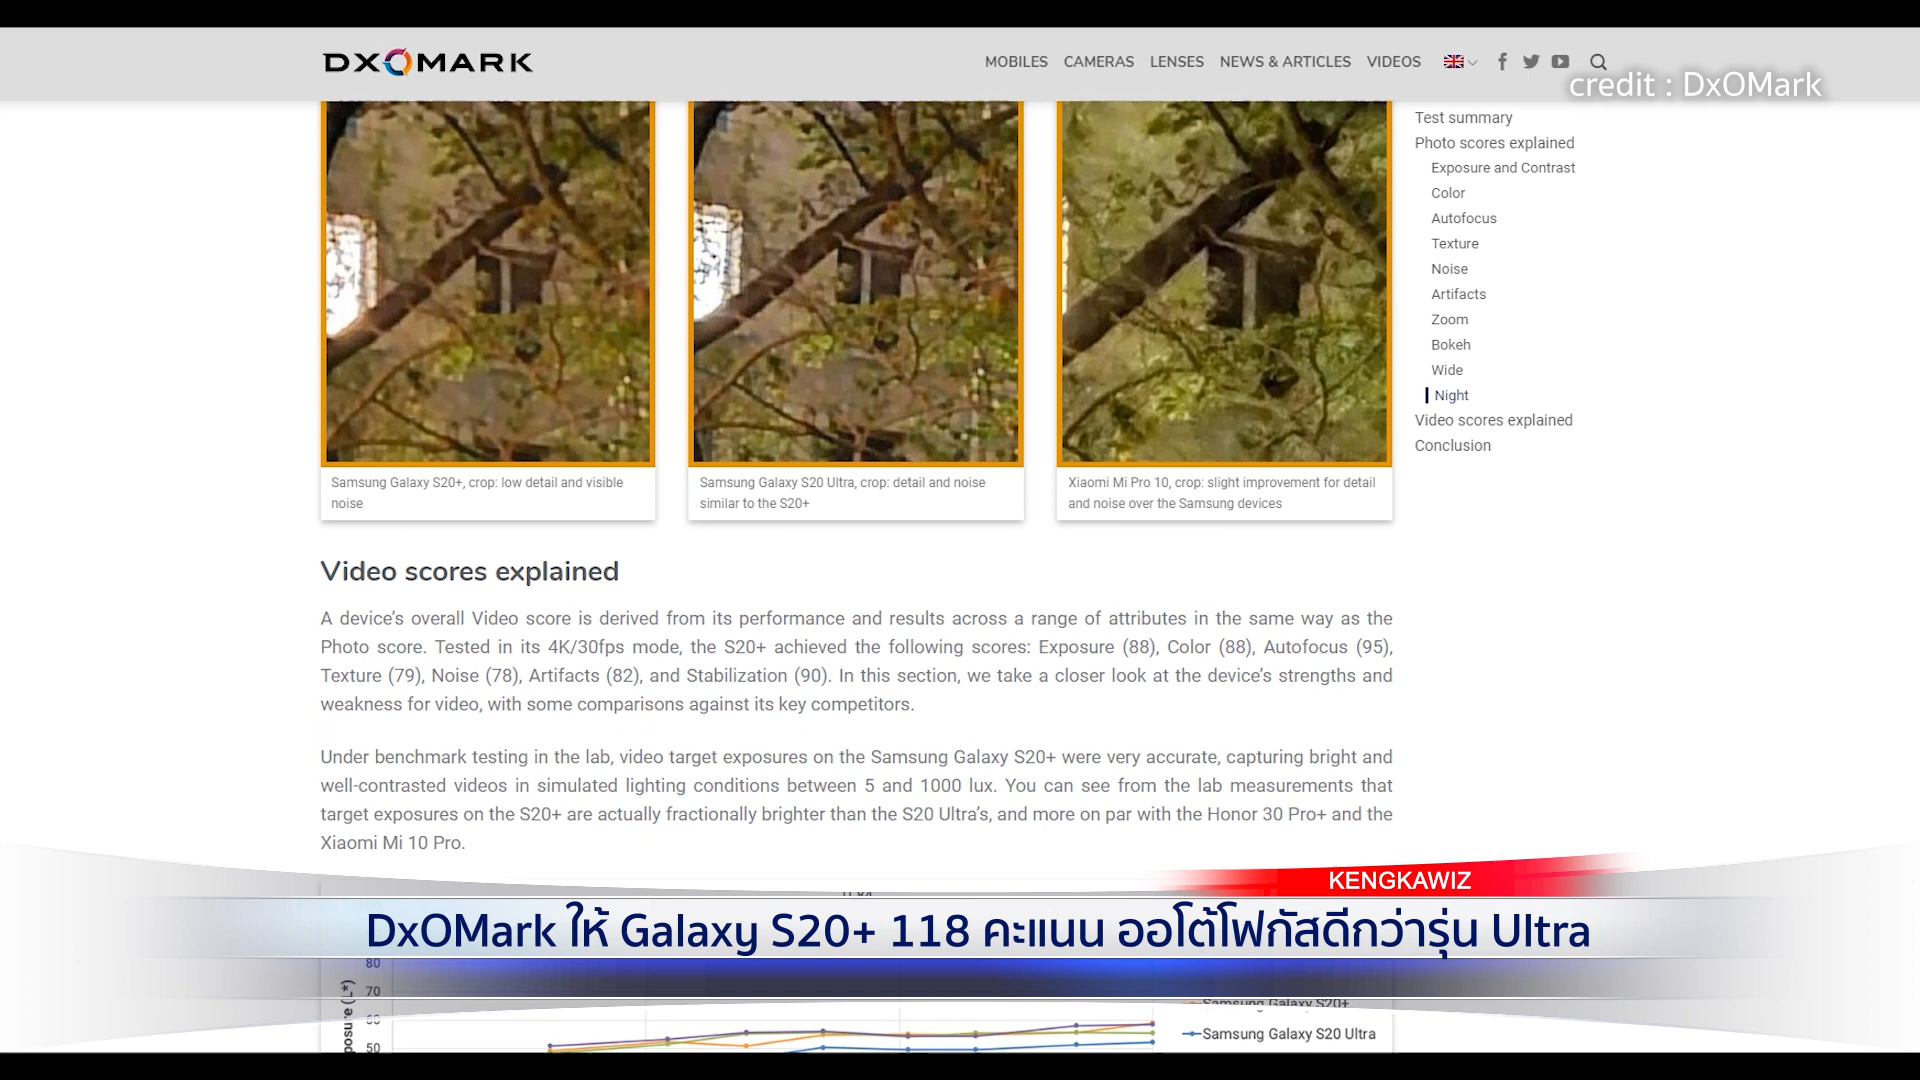 DXOMARK
MOBILES CAMERAS LENSES NEWS & ARTICLES VIDEOS
credit : DxOMark
Test summary
Photo scores explained
Exposure and Contrast
Color
Autofocus
Texture
Noise
Artifacts
Zoom
Bokeh
Wide
Night
Video scores explained
Conclusion
Samsung Galaxy S20+, crop: low detail and visible
noise
Samsung Galaxy S20 Ultra, crop: detail and noise
similar to the S20+
Xiaomi Mi Pro 10, crop: slight improvement for detail
and noise over the Samsung devices
Video scores explained
A device’s overall Video score is derived from its performance and results across a range of attributes in the same way as the
Photo score. Tested in its 4K/30fps mode, the S20+ achieved the following scores: Exposure (88), Color (88), Autofocus (95),
Texture (79), Noise (78), Artifacts (82), and Stabilization (90). In this section, we take a closer look at the device’s strengths and
weakness for video, with some comparisons against its key competitors.
Under benchmark testing in the lab, video target exposures on the Samsung Galaxy S20+ were very accurate, capturing bright and
well-contrasted videos in simulated lighting conditions between 5 and 1000 lux. You can see from the lab measurements that
target exposures on the S20+ are actually fractionally brighter than the S20 Ultra’s, and more on par with the Honor 30 Pro+ and the
Xiaomi Mi 10 Pro.
KENGKAWIZ
DxOMark ให้ Galaxy S20+ 118 คะแนน ออโต้โฟกัสดีกว่ารุ่น Ultra
80
70
60
50
Samsung Galaxy S20+
Samsung Galaxy S20 Ultra